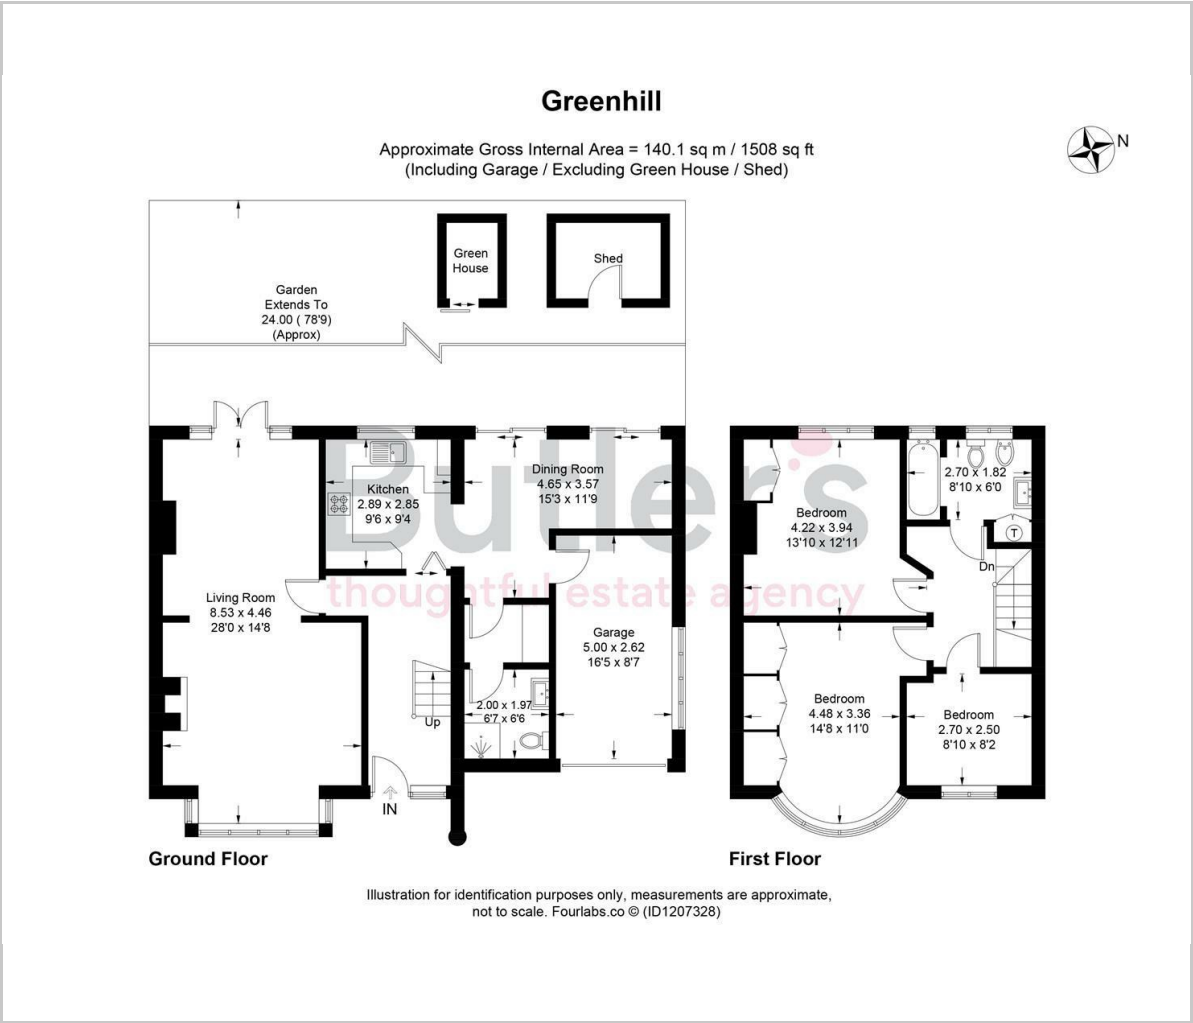 Greenhill
Approximate Gross Internal Area = 140.1 sq m / 1508 sq ft
(Including Garage / Excluding Green House / Shed)
N
Green
House
Shed
Garden
Extends To
24.00 ( 78'9)
(Approx)
Butler's
thoughtful estate agency
Kitchen
2.89 x 2.85
9'6 x 9'4
Dining Room
4.65 x 3.57
15'3 x 11'9
Living Room
8.53 x 4.46
28'0 x 14'8
Garage
5.00 x 2.62
16'5 x 8'7
2.00 x 1.97
6'7 x 6'6
Up
IN
Bedroom
4.22 x 3.94
13'10 x 12'11
2.70 x 1.82
8'10 x 6'0
T
Dn
Bedroom
4.48 x 3.36
14'8 x 11'0
Bedroom
2.70 x 2.50
8'10 x 8'2
Ground Floor
First Floor
Illustration for identification purposes only, measurements are approximate,
not to scale. Fourlabs.co © (ID1207328)